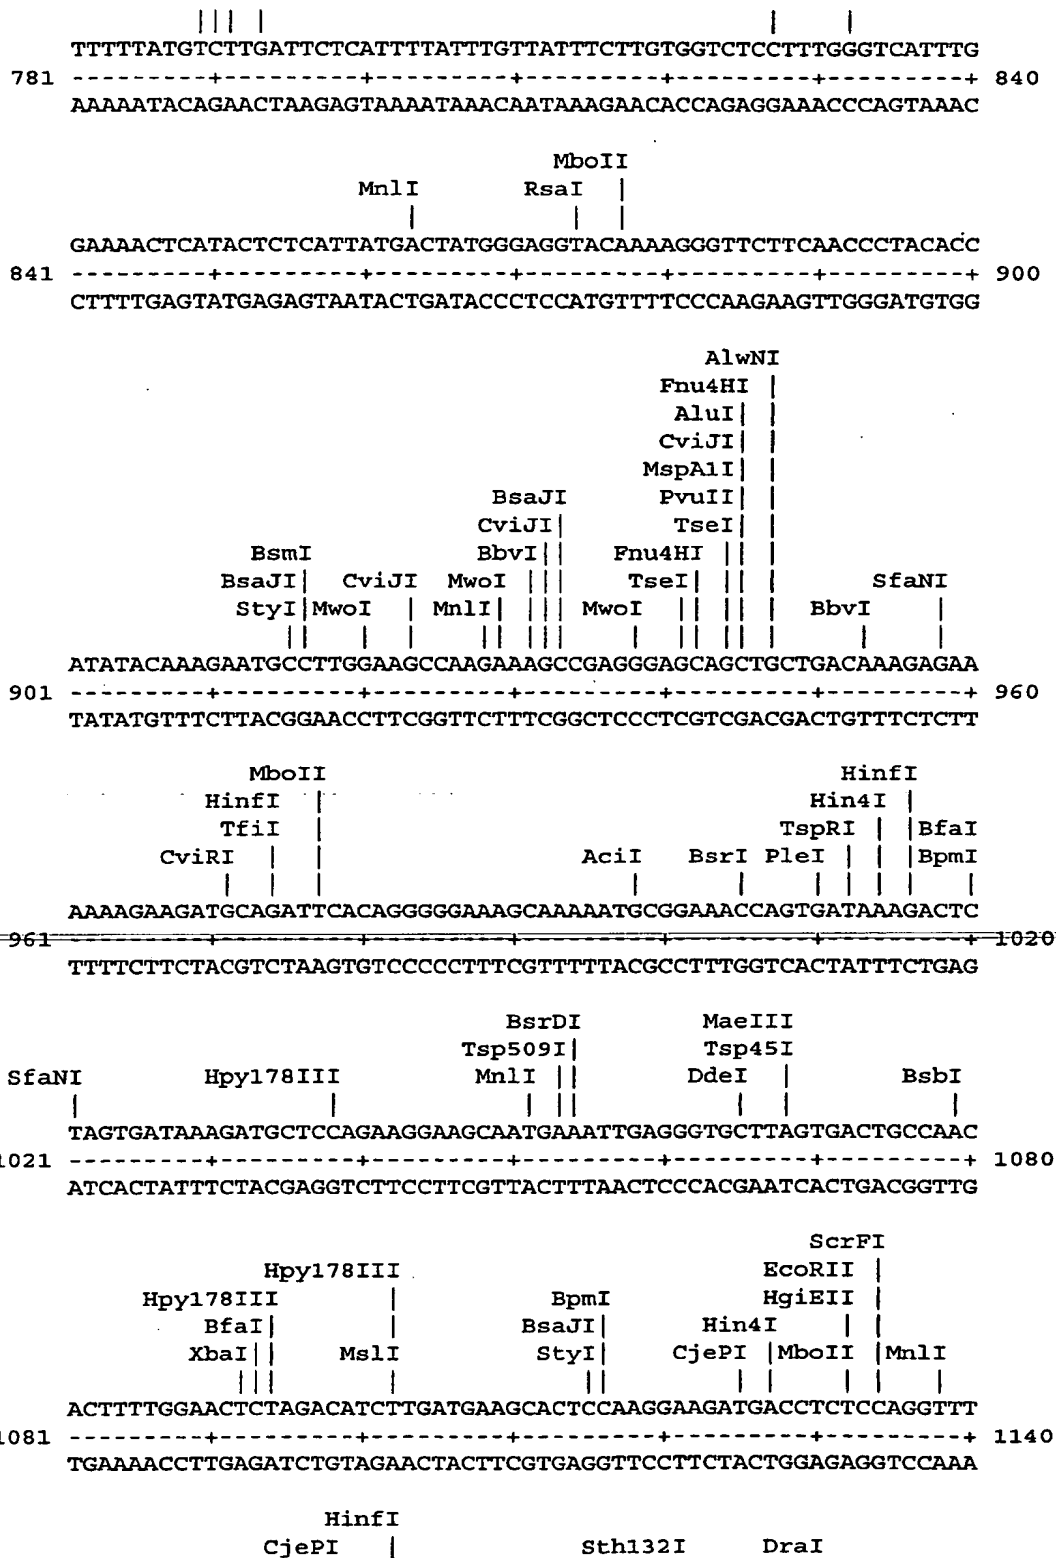 TTTTTATGTCTTGATTCTCATTTTATTTGTTATTTCTTGTGGTCTCCTTTGGGTCATTTG
781 ---------+---------+---------+---------+---------+---------+ 840
AAAAATACAGAACTAAGAGTAAAATAAACAATAAAGAACACCAGAGGAAACCCAGTAAAC
MboII
MnlI RsaI |
| | |
GAAAACTCATACTCTCATTATGACTATGGGAGGTACAAAAGGGTTCTTCAACCCTACACC
841 ---------+---------+---------+---------+---------+---------+ 900
CTTTTGAGTATGAGAGTAATACTGATACCCTCCATGTTTTCCCAAGAAGTTGGGATGTGG
AlwNI
Fnu4HI |
AluI| |
CviJI| |
MspA1I| |
BsaJI PvuII| |
CviJI| TseI| |
BsmI BbvI|| Fnu4HI || |
BsaJI| CviJI MwoI ||| TseI| || | SfaNI
StyI|MwoI | MnlI| ||| MwoI || || | BbvI |
|| | | || ||| | || || | | |
ATATACAAAGAATGCCTTGGAAGCCAAGAAAGCCGAGGGAGCAGCTGCTGACAAAGAGAA
901 ---------+---------+---------+---------+---------+---------+ 960
TATATGTTTCTTACGGAACCTTCGGTTCTTTCGGCTCCCTCGTCGACGACTGTTTCTCTT
MboII HinfI
HinfI | Hin4I |
TfiI | TspRI | |BfaI
CviRI | | AciI BsrI PleI | | |BpmI
| | | | | | | | | |
AAAAGAAGATGCAGATTCACAGGGGGAAAGCAAAAATGCGGAAACCAGTGATAAAGACTC
961 ---------+---------+---------+---------+---------+---------+ 1020
TTTTCTTCTACGTCTAAGTGTCCCCCTTTCGTTTTTACGCCTTTGGTCACTATTTCTGAG
BsrDI MaeIII
Tsp509I| Tsp45I
SfaNI Hpy178III MnlI || DdeI | BsbI
| | | || | | |
TAGTGATAAAGATGCTCCAGAAGGAAGCAATGAAATTGAGGGTGCTTAGTGACTGCCAAC
1021 ---------+---------+---------+---------+---------+---------+ 1080
ATCACTATTTCTACGAGGTCTTCCTTCGTTACTTTAACTCCCACGAATCACTGACGGTTG
ScrFI
Hpy178III EcoRII |
Hpy178III | BpmI HgiEII |
BfaI| | BsaJI| Hin4I | |
XbaI|| MslI StyI| CjePI |MboII |MnlI
||| | || | | | | |
ACTTTTGGAACTCTAGACATCTTGATGAAGCACTCCAAGGAAGATGACCTCTCCAGGTTT
1081 ---------+---------+---------+---------+---------+---------+ 1140
TGAAAACCTTGAGATCTGTAGAACTACTTCGTGAGGTTCCTTCTACTGGAGAGGTCCAAA
HinfI
CjePI | Sth132I DraI